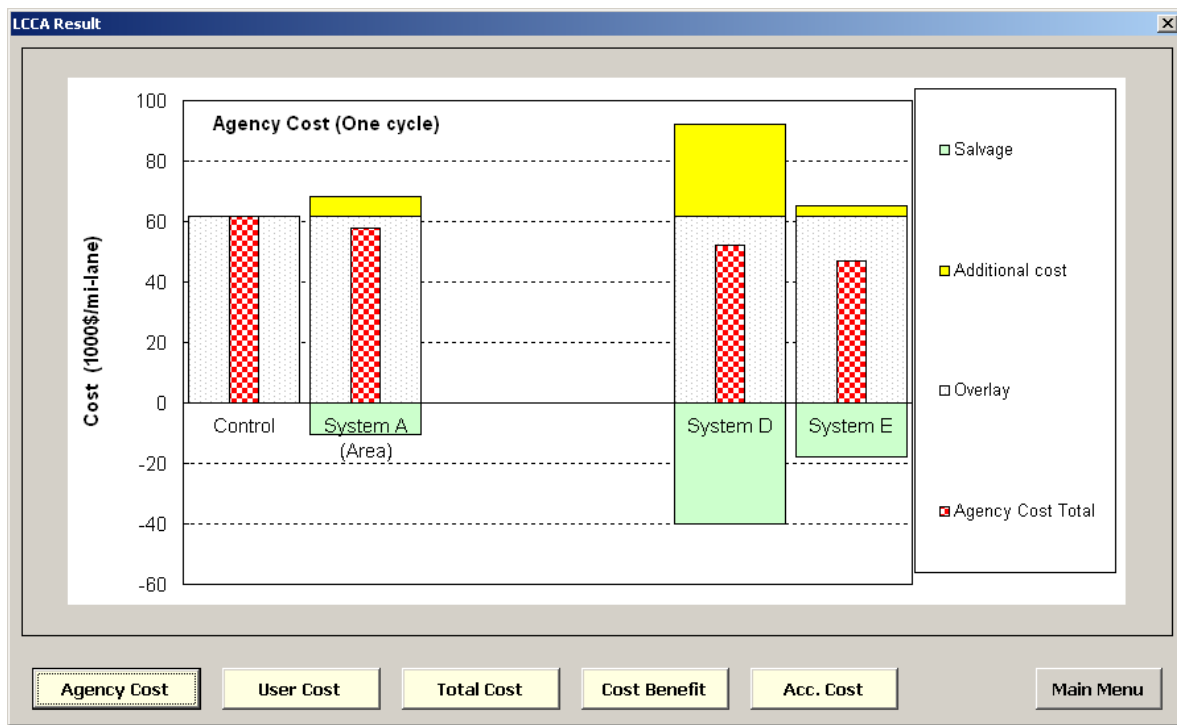 LCCA Result
Agency Cost (One cycle)
Cost (1000$/mi-lane)
100
80
60
40
20
0
-20
-40
-60
Control
System A
(Area)
System D
System E
Salvage
Additional cost
Overlay
Agency Cost Total
Agency Cost
User Cost
Total Cost
Cost Benefit
Acc. Cost
Main Menu